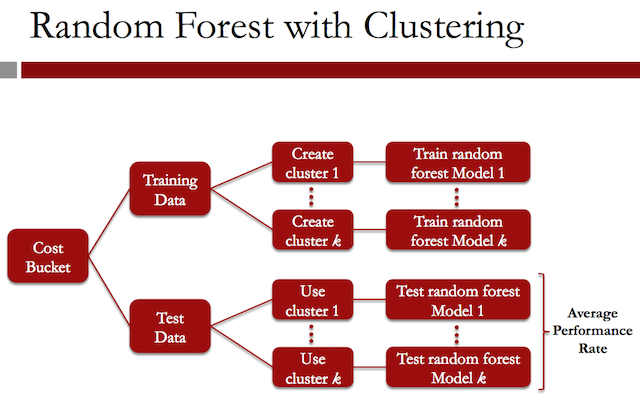 Random Forest with Clustering
Create
cluster 1
Train random
forest Model 1
Training
Data
Create
cluster k
Train random
forest Model k
Cost
Bucket
Use
cluster 1
Test random forest
Model 1
Test
Data
Use
cluster k
Test random forest
Model k
Average
Performance
Rate